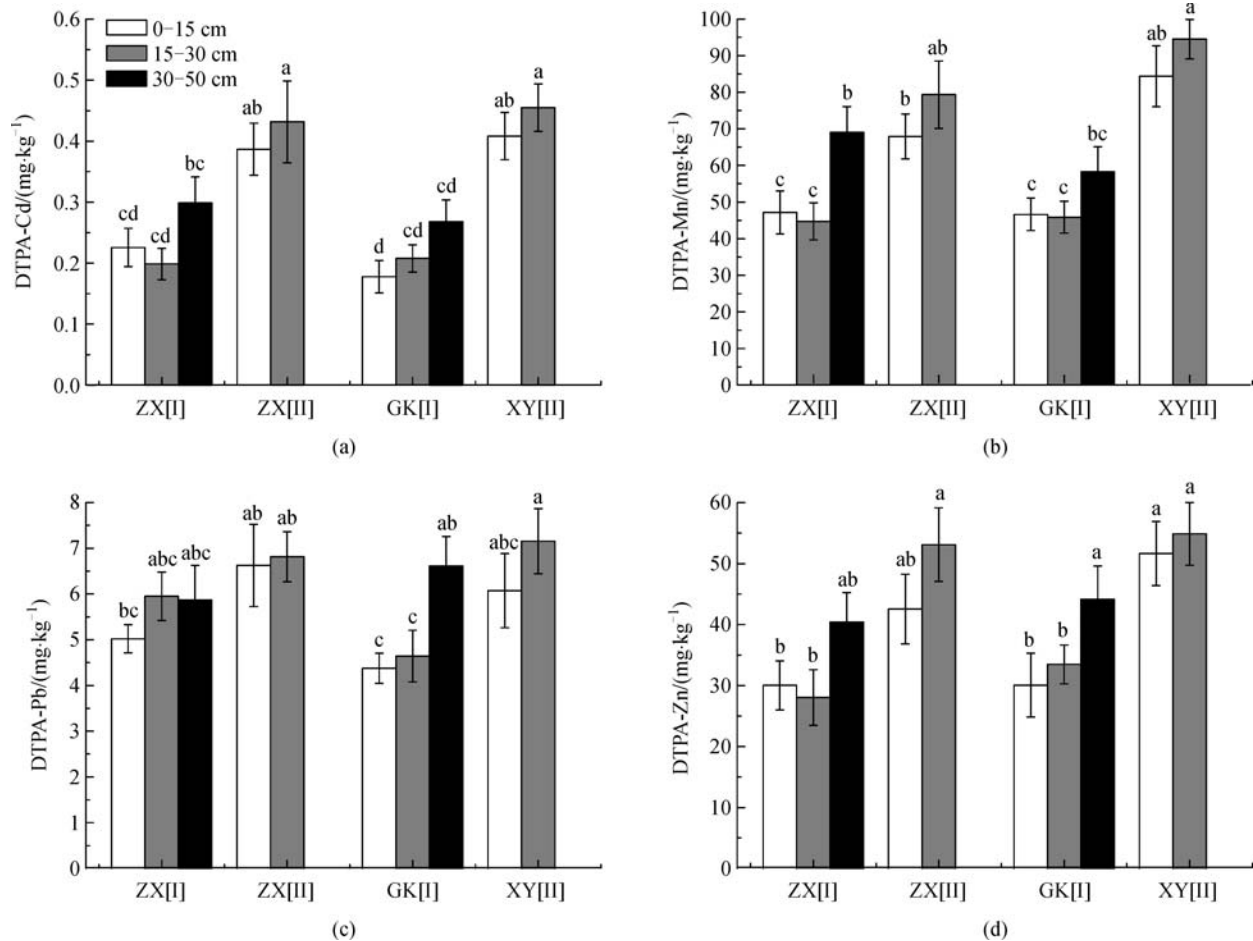 0.6
0−15 cm
15−30 cm
30−50 cm
a
a
ab
ab
bc
cd
cd
cd
cd
d
0.5
0.4
0.3
0.2
0.1
0.0
DTPA-Cd/(mg·kg⁻¹)
ZX[I] ZX[II] GK[I] XY[II]
(a)
100
90
80
70
60
50
40
30
20
10
0
DTPA-Mn/(mg·kg⁻¹)
c c b b ab c c bc ab a
ZX[I] ZX[II] GK[I] XY[II]
(b)
8
7
6
5
4
3
2
1
0
DTPA-Pb/(mg·kg⁻¹)
bc abc abc ab ab c c ab abc a
ZX[I] ZX[II] GK[I] XY[II]
(c)
60
50
40
30
20
10
0
DTPA-Zn/(mg·kg⁻¹)
b b ab ab a b b a a a
ZX[I] ZX[II] GK[I] XY[II]
(d)